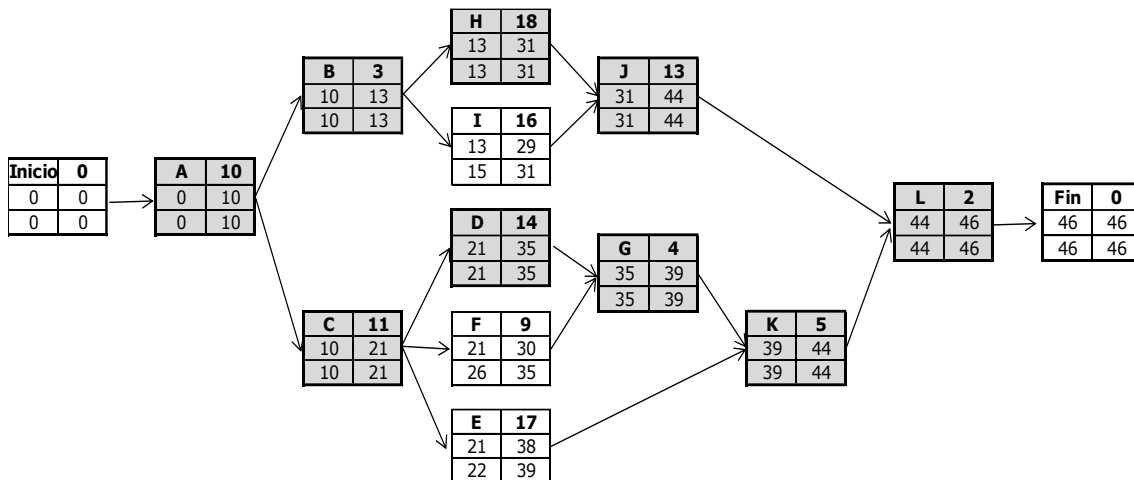 Inicio 0
0 0
0 0
A 10
0 10
0 10
B 3
10 13
10 13
C 11
10 21
10 21
H 18
13 31
13 31
I 16
13 29
15 31
D 14
21 35
21 35
F 9
21 30
26 35
E 17
21 38
22 39
J 13
31 44
31 44
G 4
35 39
35 39
K 5
39 44
39 44
L 2
44 46
44 46
Fin 0
46 46
46 46